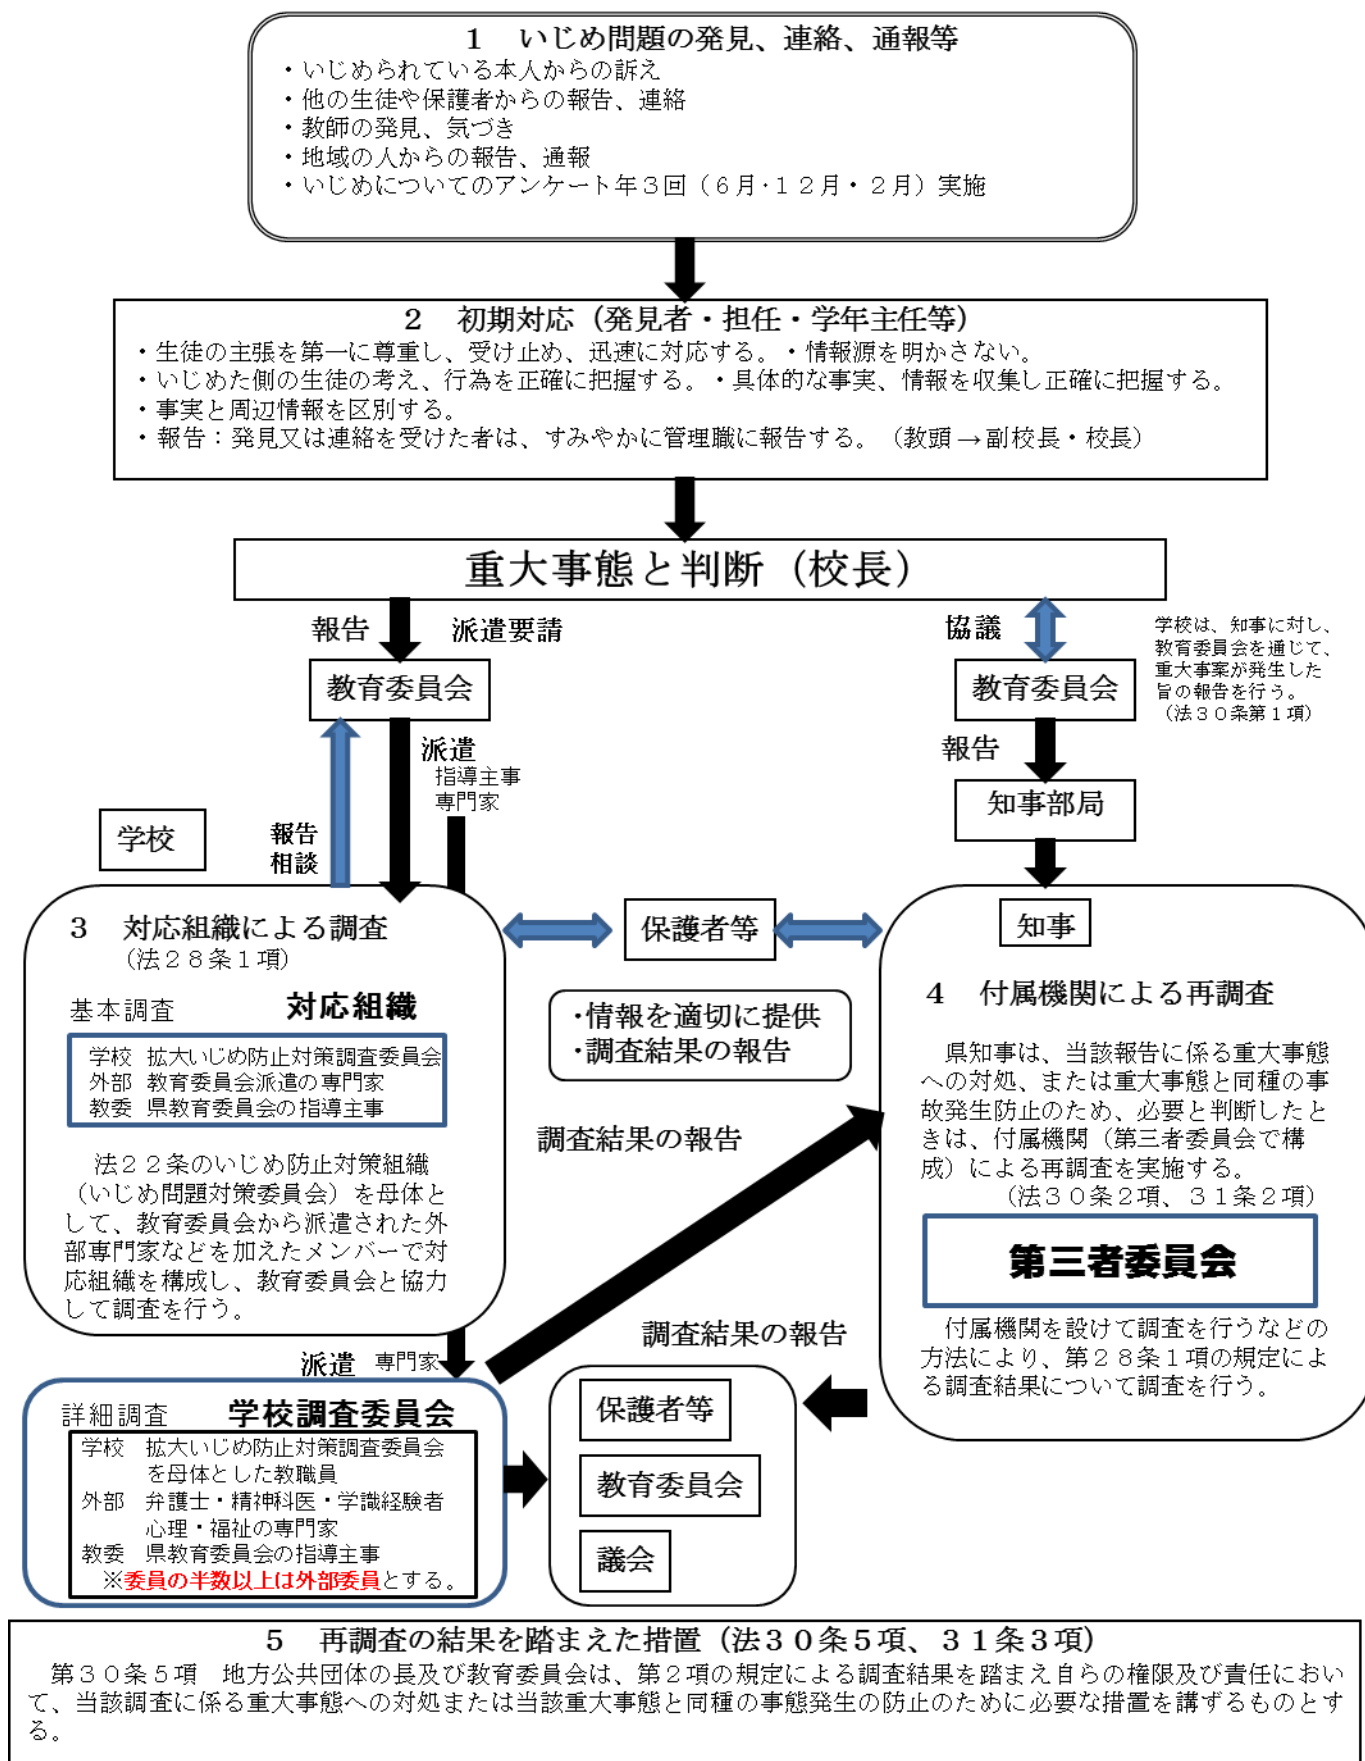 １　いじめ問題の発見、連絡、通報等
・いじめられている本人からの訴え
・他の生徒や保護者からの報告、連絡
・教師の発見、気づき
・地域の人からの報告、通報
・いじめについてのアンケート年３回（６月・１２月・２月）実施
２　初期対応（発見者・担任・学年主任等）
・生徒の主張を第一に尊重し、受け止め、迅速に対応する。・情報源を明かさない。
・いじめた側の生徒の考え、行為を正確に把握する。・具体的な事実、情報を収集し正確に把握する。
・事実と周辺情報を区別する。
・報告：発見又は連絡を受けた者は、すみやかに管理職に報告する。（教頭→副校長・校長）
重大事態と判断（校長）
報告
派遣要請
教育委員会
協議
学校は、知事に対し、
教育委員会を通じて、
重大事案が発生した
旨の報告を行う。
（法３０条第１項）
教育委員会
派遣
指導主事
専門家
報告
知事部局
学校
報告
相談
３　対応組織による調査
（法２８条１項）
基本調査　対応組織
学校　拡大いじめ防止対策調査委員会
外部　教育委員会派遣の専門家
教委　県教育委員会の指導主事
法２２条のいじめ防止対策組織
（いじめ問題対策委員会）を母体と
して、教育委員会から派遣された外
部専門家などを加えたメンバーで対
応組織を構成し、教育委員会と協力
して調査を行う。
保護者等
・情報を適切に提供
・調査結果の報告
調査結果の報告
知事
４　付属機関による再調査
県知事は、当該報告に係る重大事態
への対処、または重大事態と同種の事
故発生防止のため、必要と判断したと
きは、付属機関（第三者委員会で構
成）による再調査を実施する。
（法３０条２項、３１条２項）
第三者委員会
付属機関を設けて調査を行うなどの
方法により、第２８条１項の規定によ
る調査結果について調査を行う。
派遣　専門家
詳細調査　学校調査委員会
学校　拡大いじめ防止対策調査委員会
を母体とした教職員
外部　弁護士・精神科医・学識経験者
心理・福祉の専門家
教委　県教育委員会の指導主事
※委員の半数以上は外部委員とする。
調査結果の報告
保護者等
教育委員会
議会
５　再調査の結果を踏まえた措置（法３０条５項、３１条３項）
第３０条５項　地方公共団体の長及び教育委員会は、第２項の規定による調査結果を踏まえ自らの権限及び責任におい
て、当該調査に係る重大事態への対処または当該重大事態と同種の事態発生の防止のために必要な措置を講ずるものとす
る。